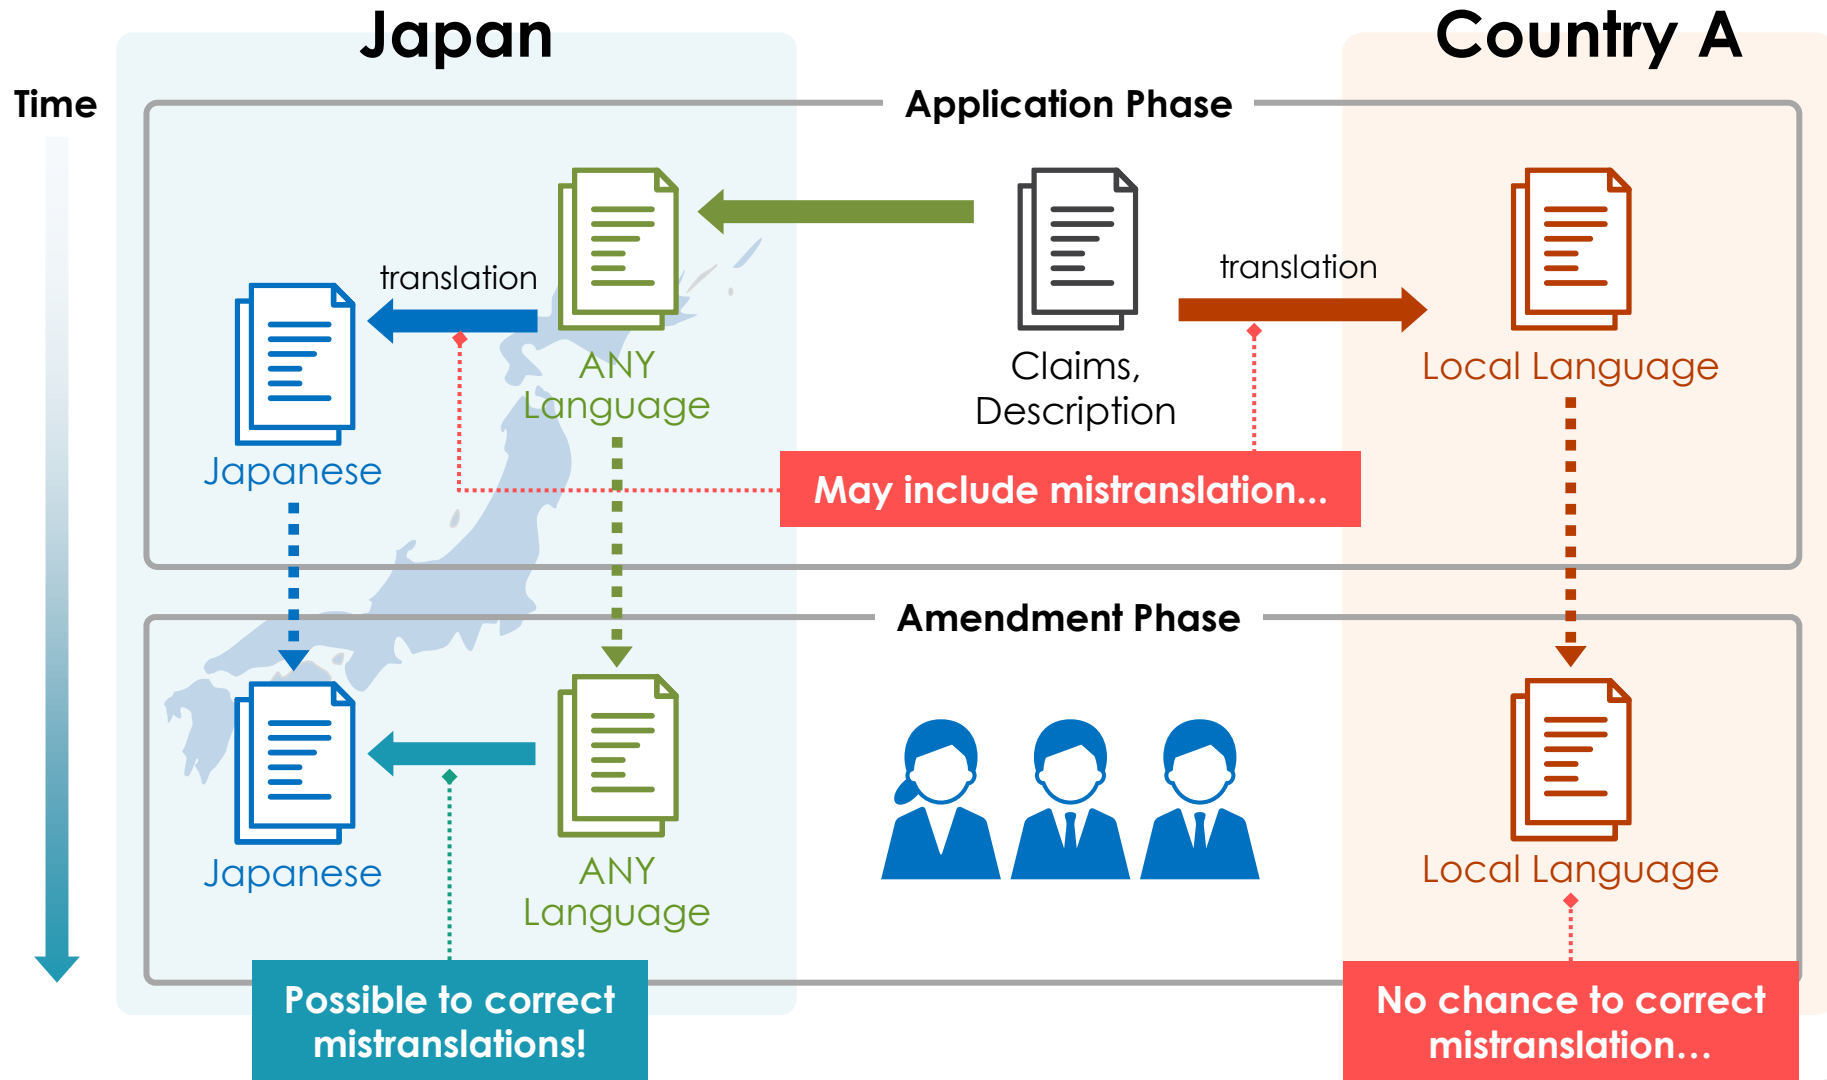 Japan
Country A
Time
Application Phase
translation
translation
ANY
Language
Claims,
Description
Local Language
Japanese
May include mistranslation...
Amendment Phase
Japanese
ANY
Language
Local Language
Possible to correct
mistranslations!
No chance to correct
mistranslation...